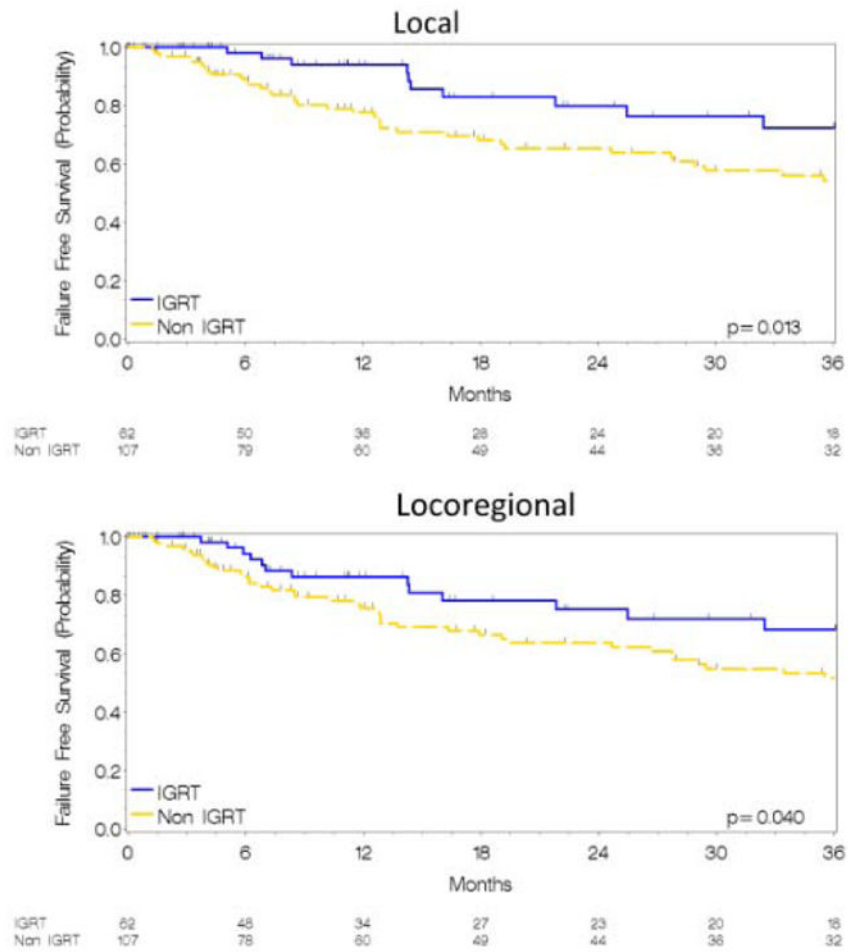 Local
Failure Free Survival (Probability)
1.0
0.8
0.6
0.4
0.2
0.0
IGRT
Non IGRT
p=0.013
0 6 12 18 24 30 36
Months
IGRT 62 50 38 28 24 20 18
Non IGRT 107 79 60 49 44 36 32
Locoregional
Failure Free Survival (Probability)
1.0
0.8
0.6
0.4
0.2
0.0
IGRT
Non IGRT
p=0.040
0 6 12 18 24 30 36
Months
IGRT 62 48 34 27 23 20 18
Non IGRT 107 78 60 49 44 36 32